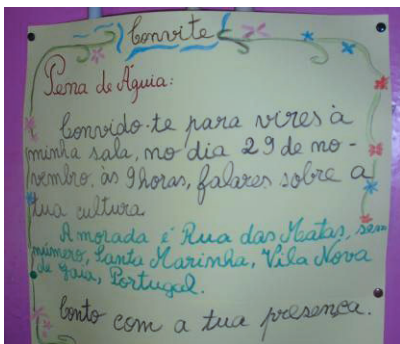 Convite
Pena de Águia:
Convido-te para vires à
minha sala, no dia 29 de no-
vembro, às 9 horas, falares sobre a
tua cultura.
A morada é Rua das Matas, sem
número, Santa Marinha, Vila Nova
de Gaia, Portugal.
Conto com a tua presença.